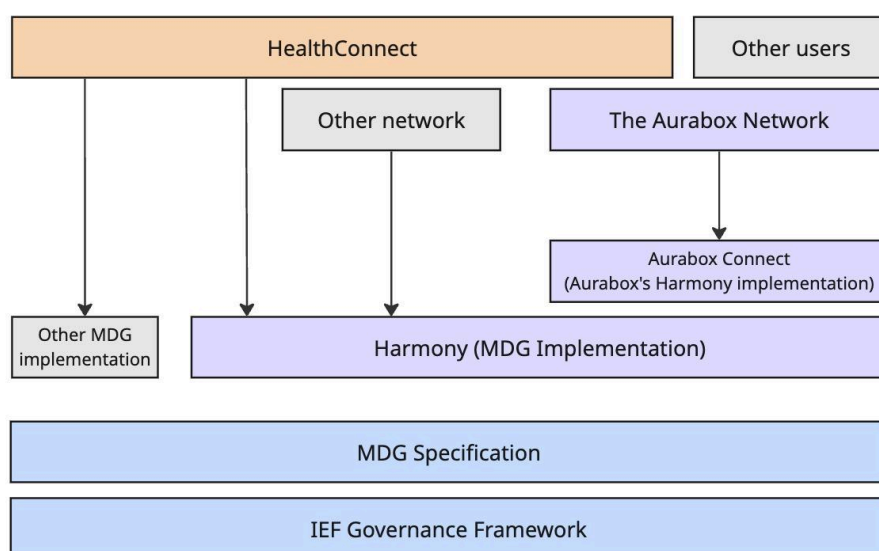 HealthConnect
Other users
Other network
The Aurabox Network
Aurabox Connect
(Aurabox's Harmony implementation)
Other MDG
implementation
Harmony (MDG Implementation)
MDG Specification
IEF Governance Framework